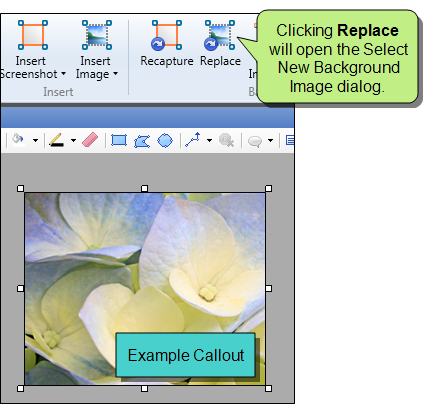 Insert
Screenshot
Insert
Image
Recapture
Replace
In
Insert
B
Clicking Replace
will open the Select
New Background
Image dialog.
Example Callout